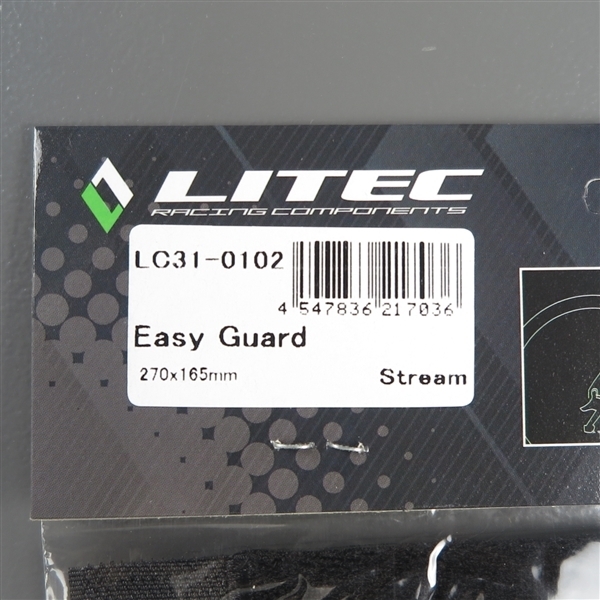 LITEC
RACING COMPONENTS
LC31-0102
4 547836 217036
Easy Guard
270x165mm Stream